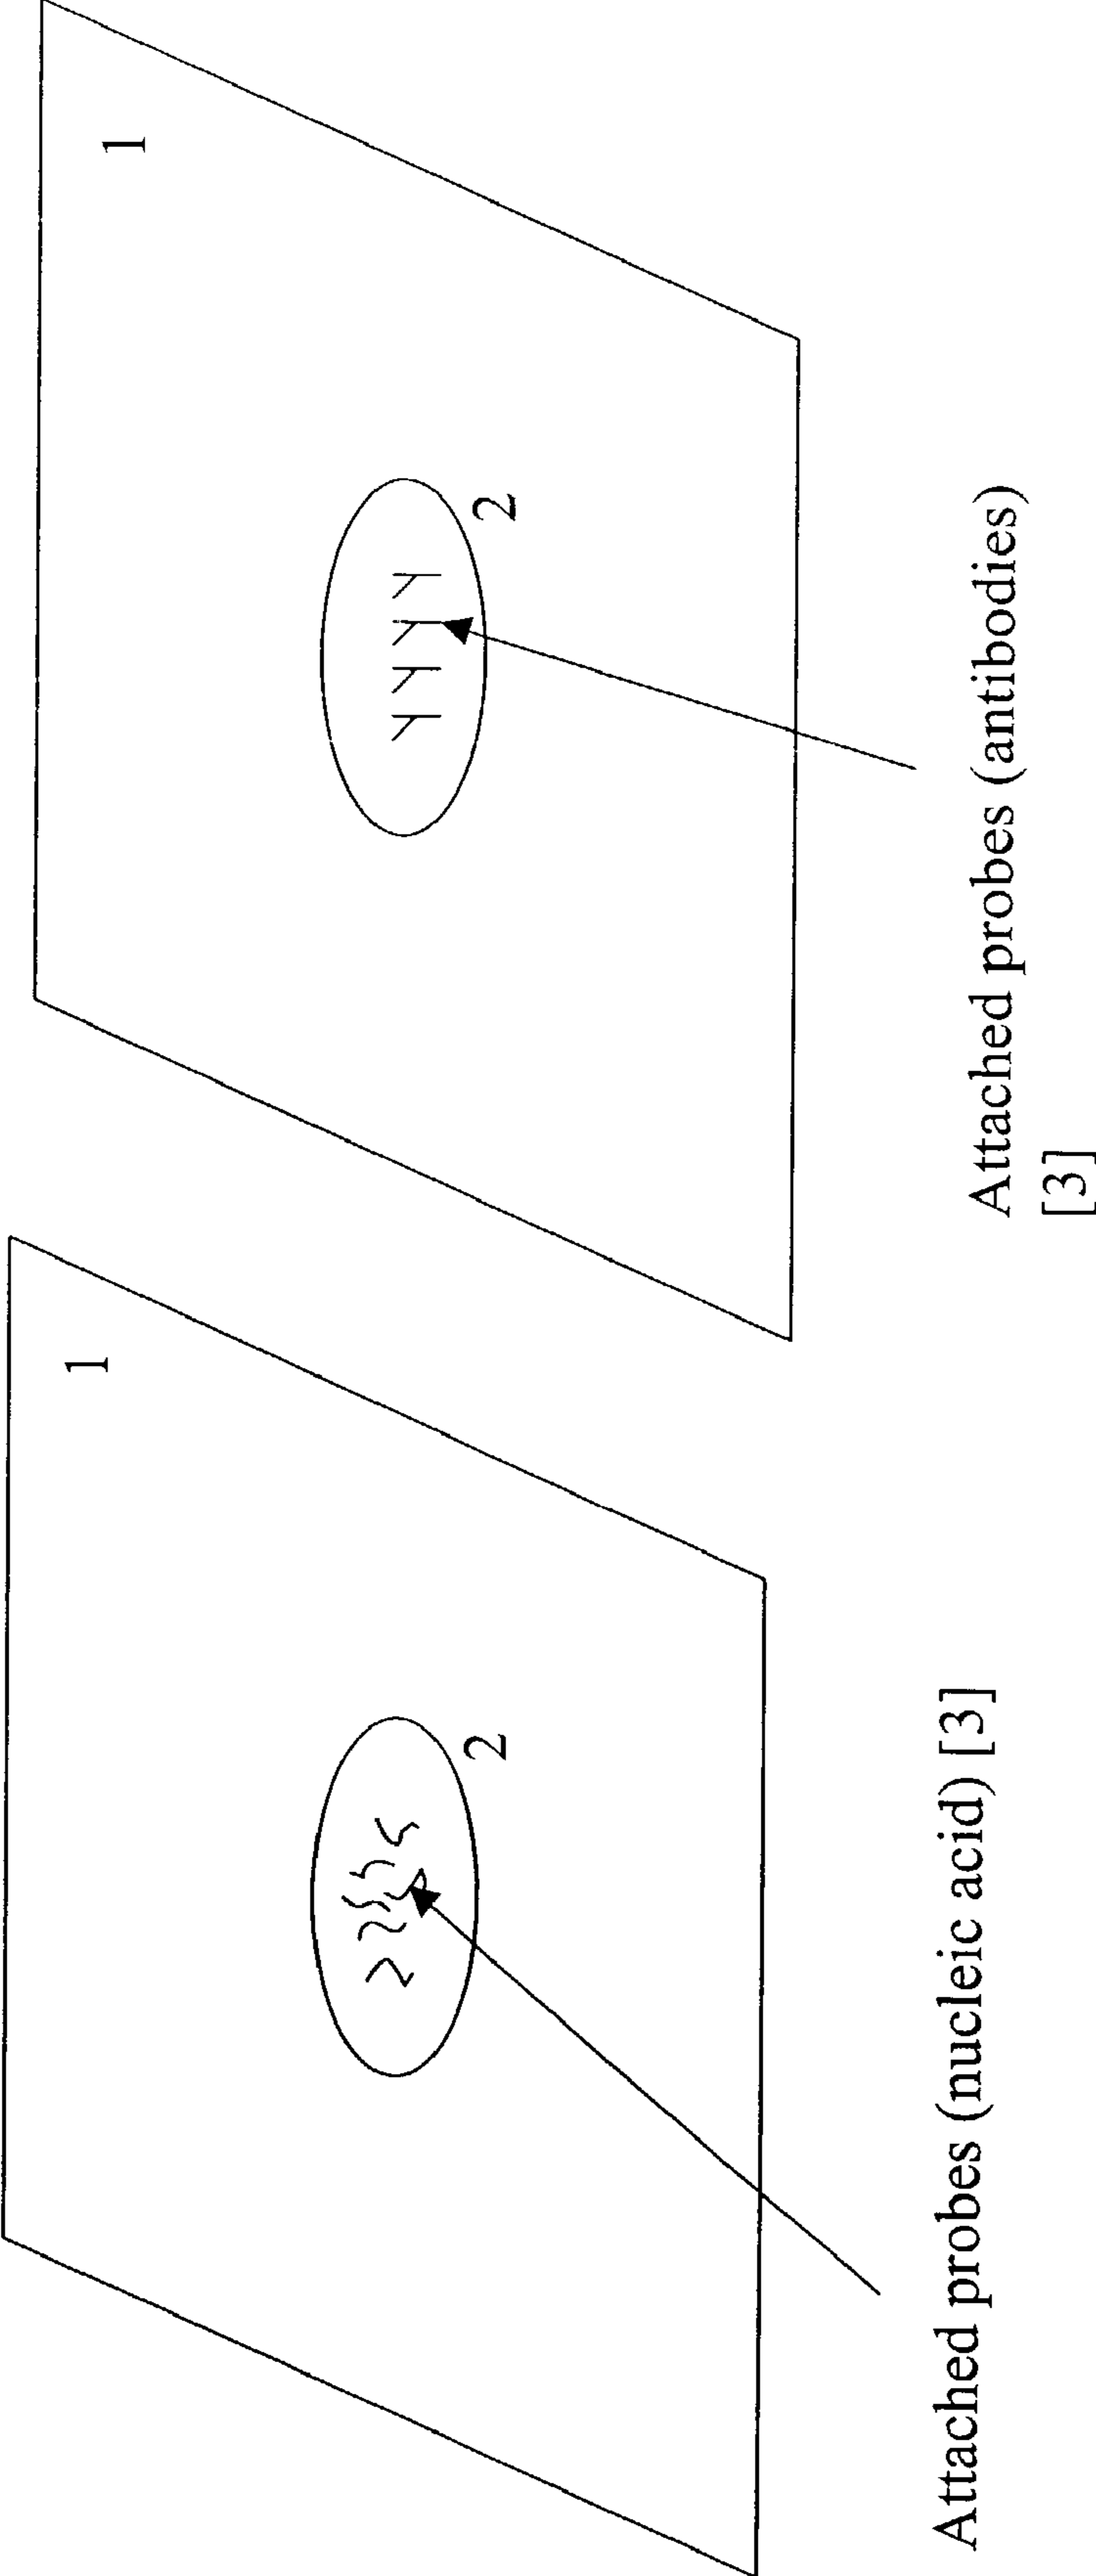 1
2
Attached probes (nucleic acid) [3]
1
2
Attached probes (antibodies)
[3]